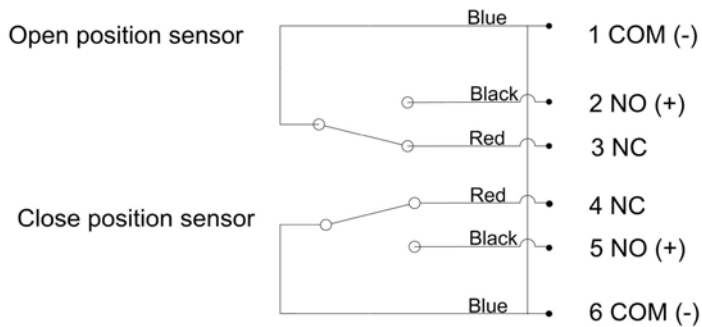 Blue
Open position sensor
1 COM (-)
Black
2 NO (+)
Red
3 NC
Red
4 NC
Close position sensor
Black
5 NO (+)
Blue
6 COM (-)